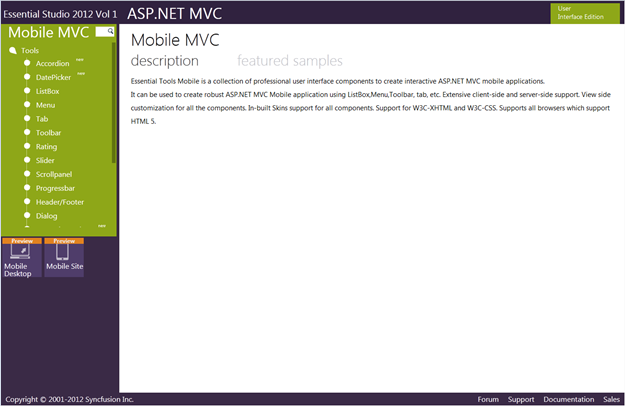 Essential Studio 2012 Vol 1 ASP.NET MVC
User
Interface Edition
Mobile MVC
Tools
Accordion new
DatePicker new
ListBox
Menu
Tab
Toolbar
Rating
Slider
Scrollpanel
Progressbar
Header/Footer
Dialog
new
Preview Preview
Mobile Desktop
Mobile Site
Mobile MVC
description featured samples
Essential Tools Mobile is a collection of professional user interface components to create interactive ASP.NET MVC mobile applications.
It can be used to create robust ASP.NET MVC Mobile application using ListBox,Menu,Toolbar, tab, etc. Extensive client-side and server-side support. View side
customization for all the components. In-built Skins support for all components. Support for W3C-XHTML and W3C-CSS. Supports all browsers which support
HTML 5.
Copyright © 2001-2012 Syncfusion Inc.
Forum Support Documentation Sales